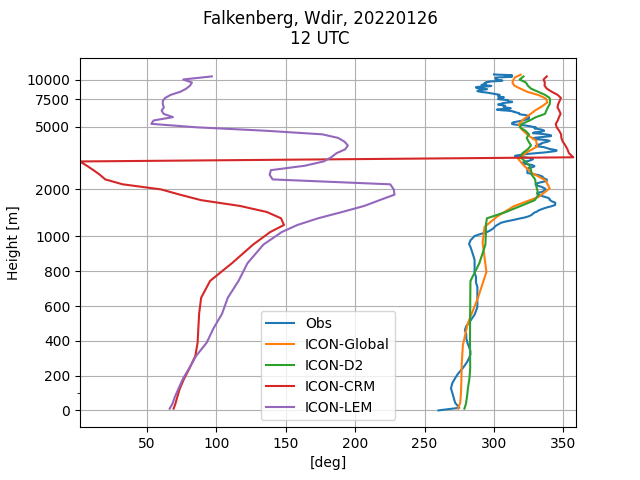 Falkenberg, Wdir, 20220126
12 UTC
10000
7500
5000
2000
1000
800
600
400
200
0
Height [m]
Obs
ICON-Global
ICON-D2
ICON-CRM
ICON-LEM
50 100 150 200 250 300 350
[deg]